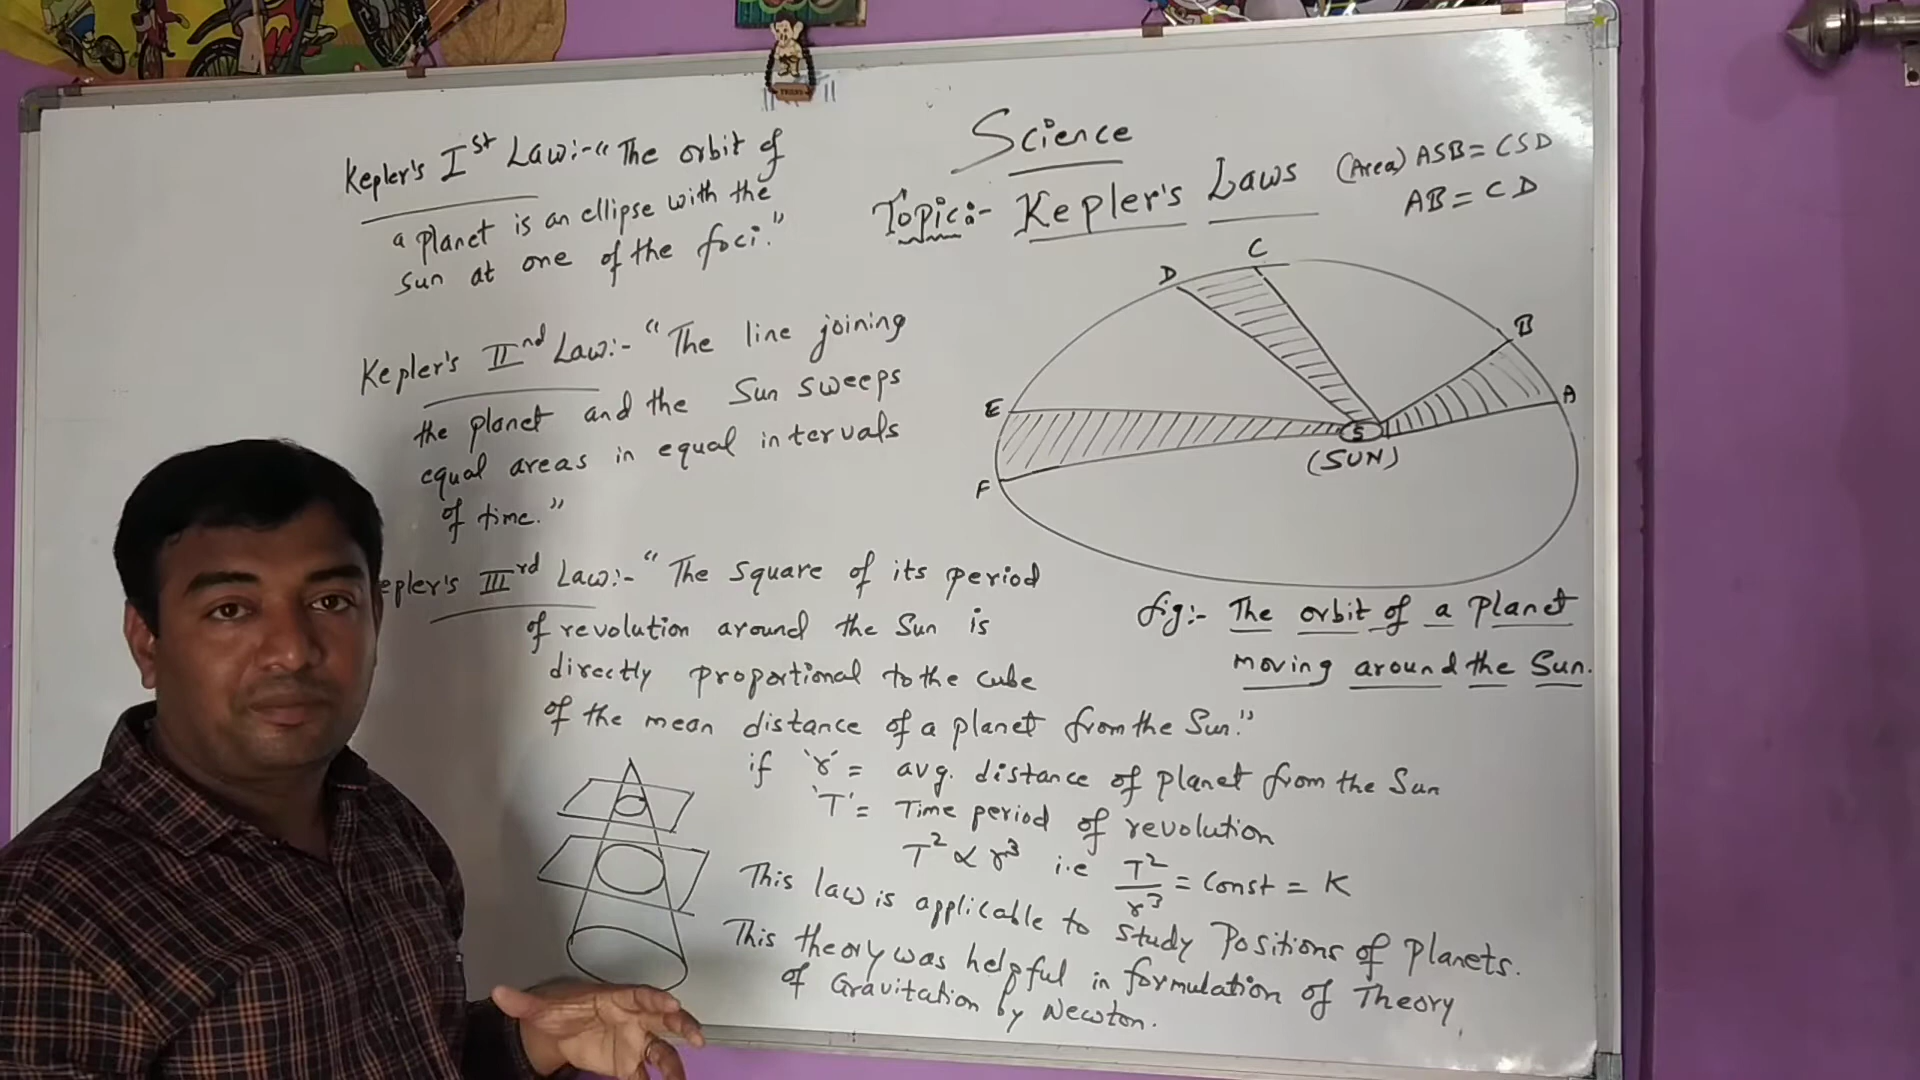 Kepler's Ist Law:- "The orbit of
a planet is an ellipse with the
Sun at one of the foci."
Kepler's IInd Law:- "The line joining
the planet and the Sun sweeps
equal areas in equal intervals
of time."
epler's IIIrd Law:- "The square of its period
of revolution around the Sun is
directly proportional to the cube
of the mean distance of a planet from the Sun."
if 'r' = avg. distance of planet from the Sun
'T' = Time period of revolution
T² ∝ r³ i.e T²/r³ = Const = K
This law is applicable to study Positions of Planets.
This theory was helpful in formulation of Theory
of Gravitation by Newton.
Science
Topic:- Kepler's Laws
(Area) ASB = CSD
AB = CD
C
D
B
A
E
S
(SUN)
F
fig:- The orbit of a Planet
moving around the Sun.